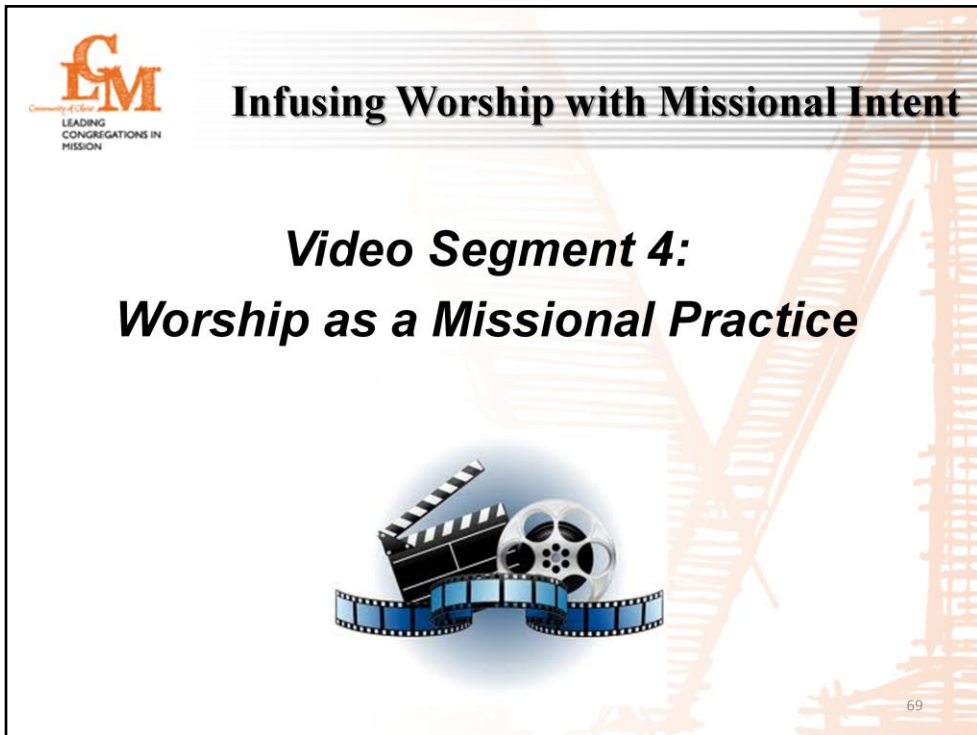 LCM
Community of Christ
LEADING
CONGREGATIONS IN
MISSION
Infusing Worship with Missional Intent
Video Segment 4:
Worship as a Missional Practice
69